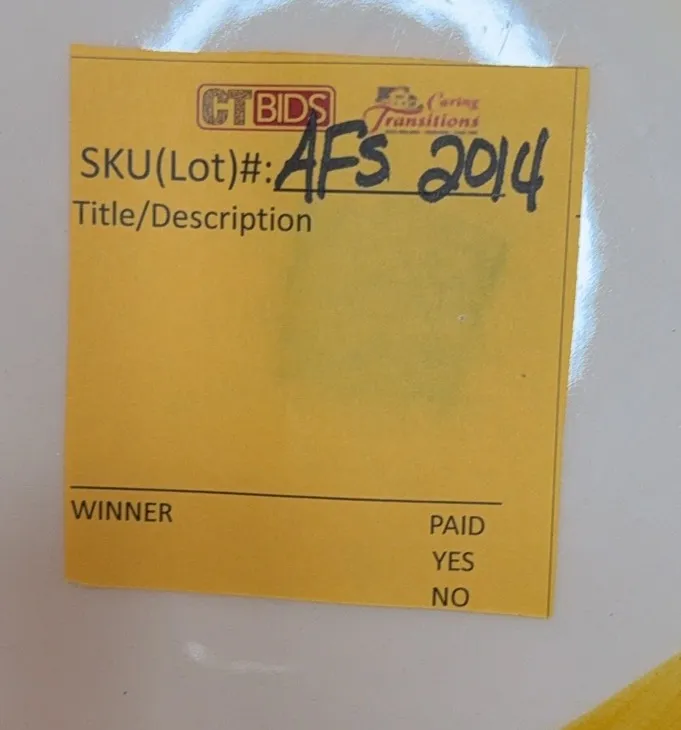 CTBIDS
Caring
Transitions
SKU(Lot)#: AFS 2014
Title/Description
WINNER
PAID
YES
NO